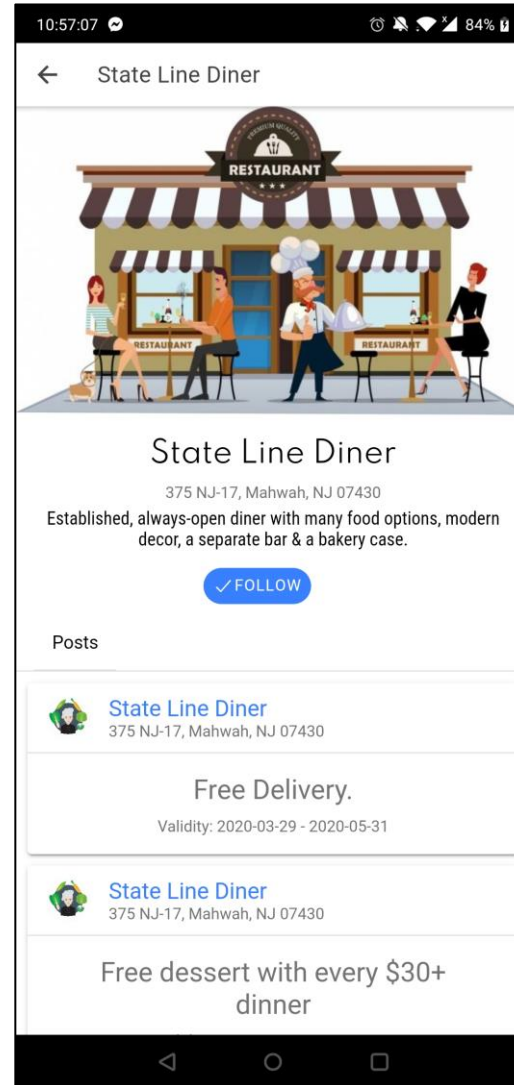 10:57:07
84%
State Line Diner
PREMIUM QUALITY
RESTAURANT
RESTAURANT
RESTAURANT
State Line Diner
375 NJ-17, Mahwah, NJ 07430
Established, always-open diner with many food options, modern
decor, a separate bar & a bakery case.
FOLLOW
Posts
State Line Diner
375 NJ-17, Mahwah, NJ 07430
Free Delivery.
Validity: 2020-03-29 - 2020-05-31
State Line Diner
375 NJ-17, Mahwah, NJ 07430
Free dessert with every $30+
dinner